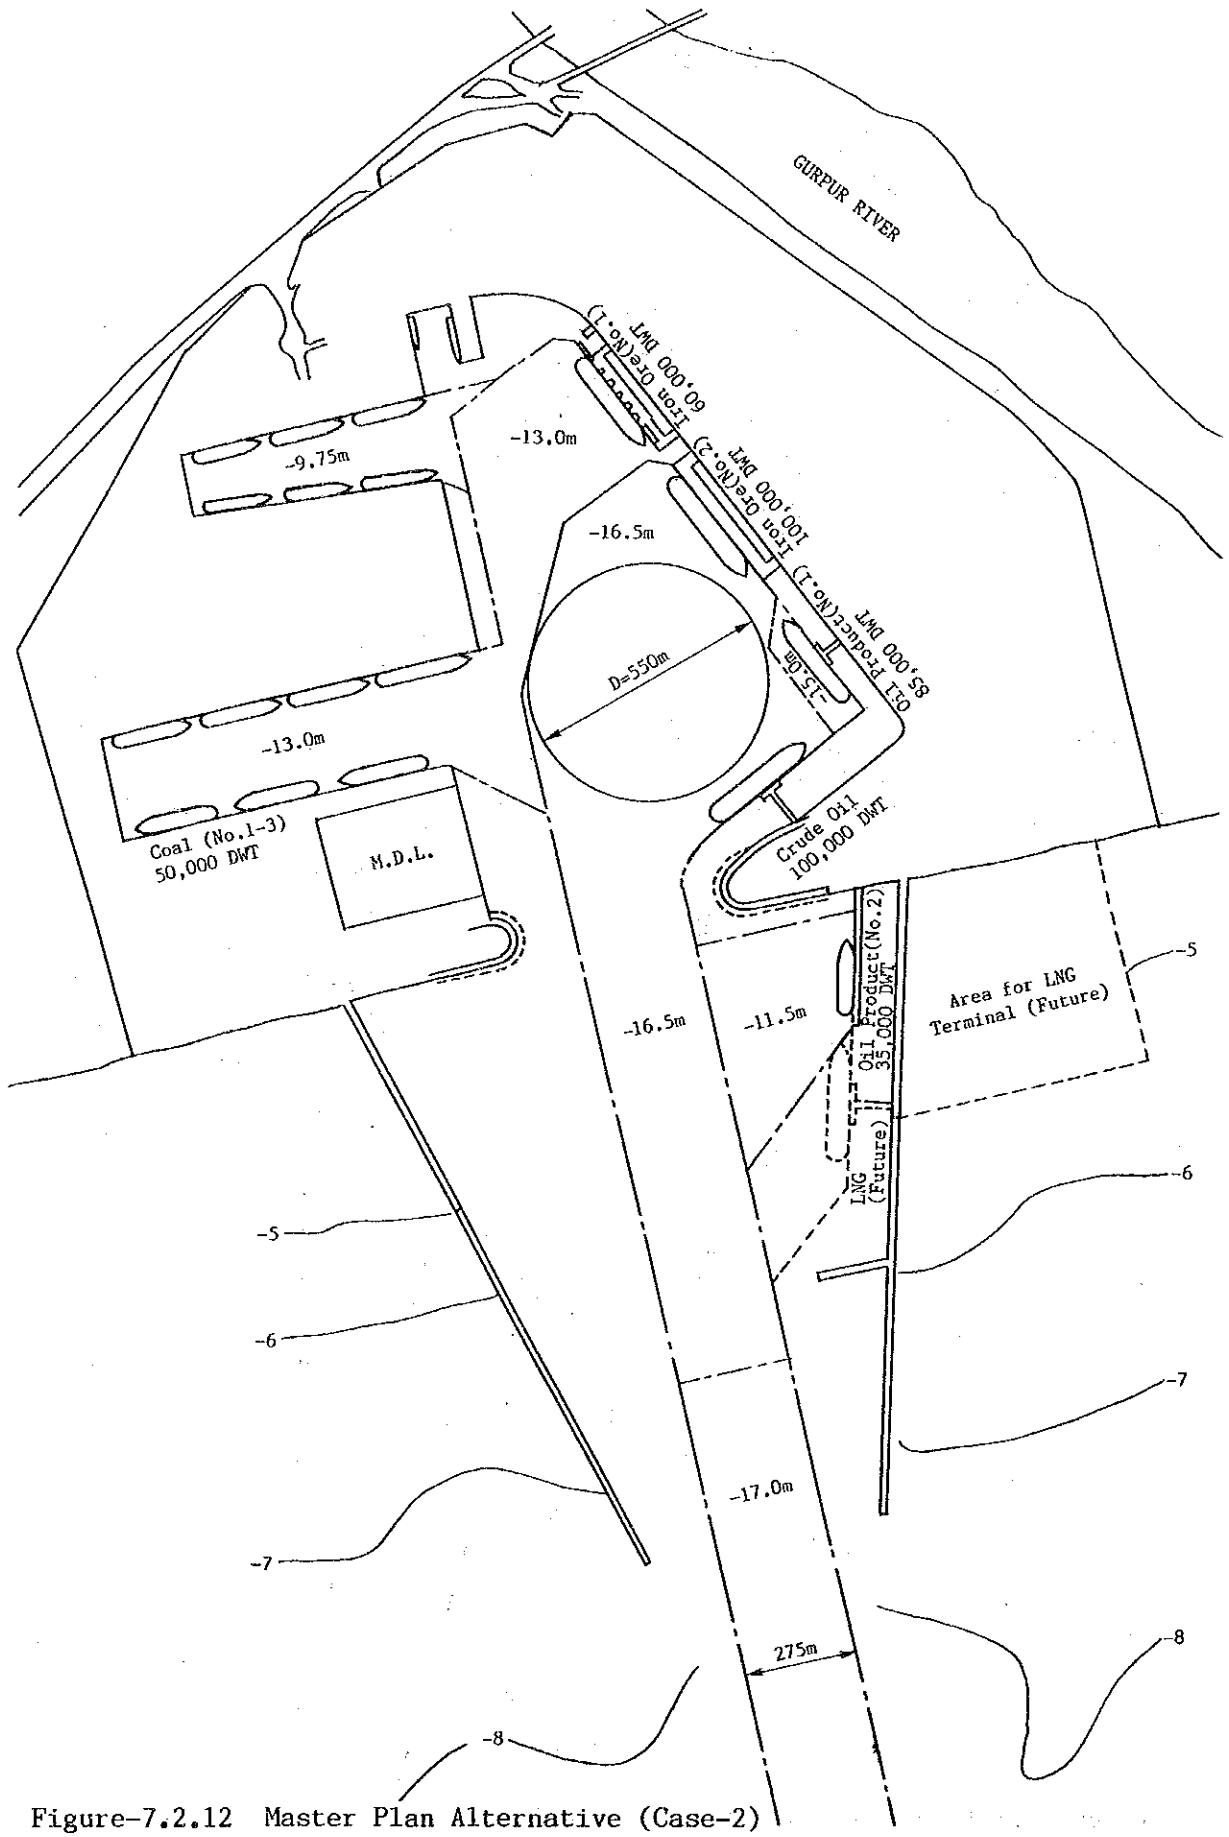 GURPUR RIVER
Iron Ore(No.1)
60,000 DWT
-13.0m
-9.75m
Iron Ore(No.2)
100,000 DWT
-16.5m
Oil Product(No.1)
85,000 DWT
D=550m
-15.0m
-13.0m
Coal (No.1-3)
50,000 DWT
M.D.L.
Crude Oil
100,000 DWT
Oil Product(No.2)
35,000 DWT
-5
Area for LNG
Terminal (Future)
-16.5m
-11.5m
LNG
(Future)
-6
-5
-6
-7
-17.0m
-7
275m
-8
-8
Figure-7.2.12 Master Plan Alternative (Case-2)